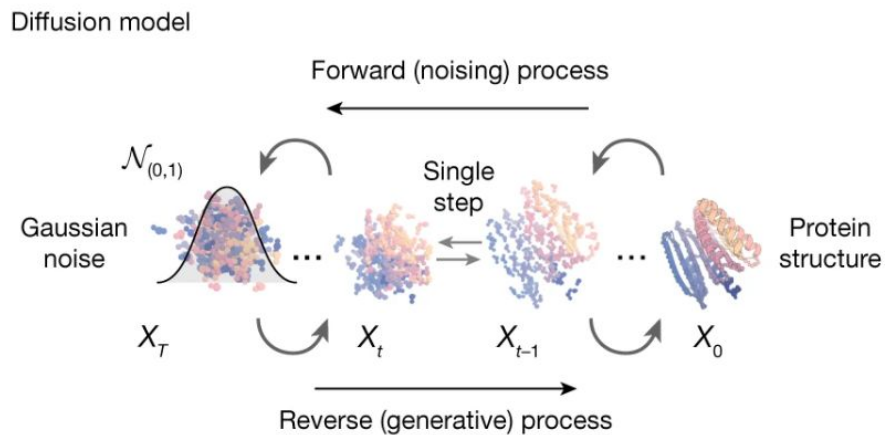 Diffusion model
Forward (noising) process
𝒩(0,1)
Gaussian
noise
Single
step
...
...
Protein
structure
X_T
X_t
X_{t–1}
X_0
Reverse (generative) process